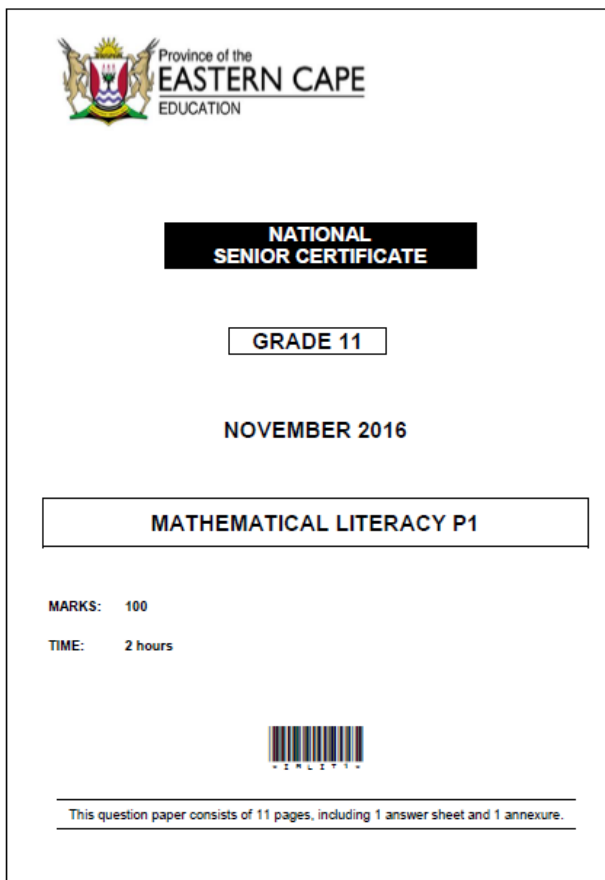 Province of the
EASTERN CAPE
EDUCATION
NATIONAL
SENIOR CERTIFICATE
GRADE 11
NOVEMBER 2016
MATHEMATICAL LITERACY P1
MARKS: 100
TIME: 2 hours
*IMLIT1*
This question paper consists of 11 pages, including 1 answer sheet and 1 annexure.